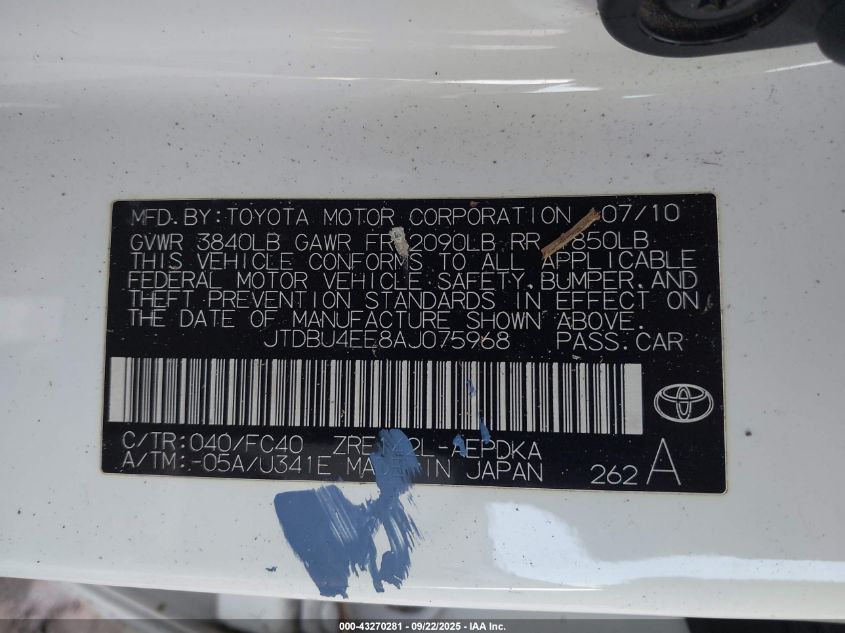 MFD. BY: TOYOTA MOTOR CORPORATION 07/10
GVWR 3840LB GAWR FR 2090LB RR 1850LB
THIS VEHICLE CONFORMS TO ALL APPLICABLE
FEDERAL MOTOR VEHICLE SAFETY, BUMPER, AND
THEFT PREVENTION STANDARDS IN EFFECT ON
THE DATE OF MANUFACTURE SHOWN ABOVE.
JTDBU4EE8AJ075968 PASS. CAR
C/TR: 040/FC40 ZRE142L-AEPDKA
A/TM: -05A/U341E MADE IN JAPAN 262 A
000-43270281 - 09/22/2025 - IAA Inc.